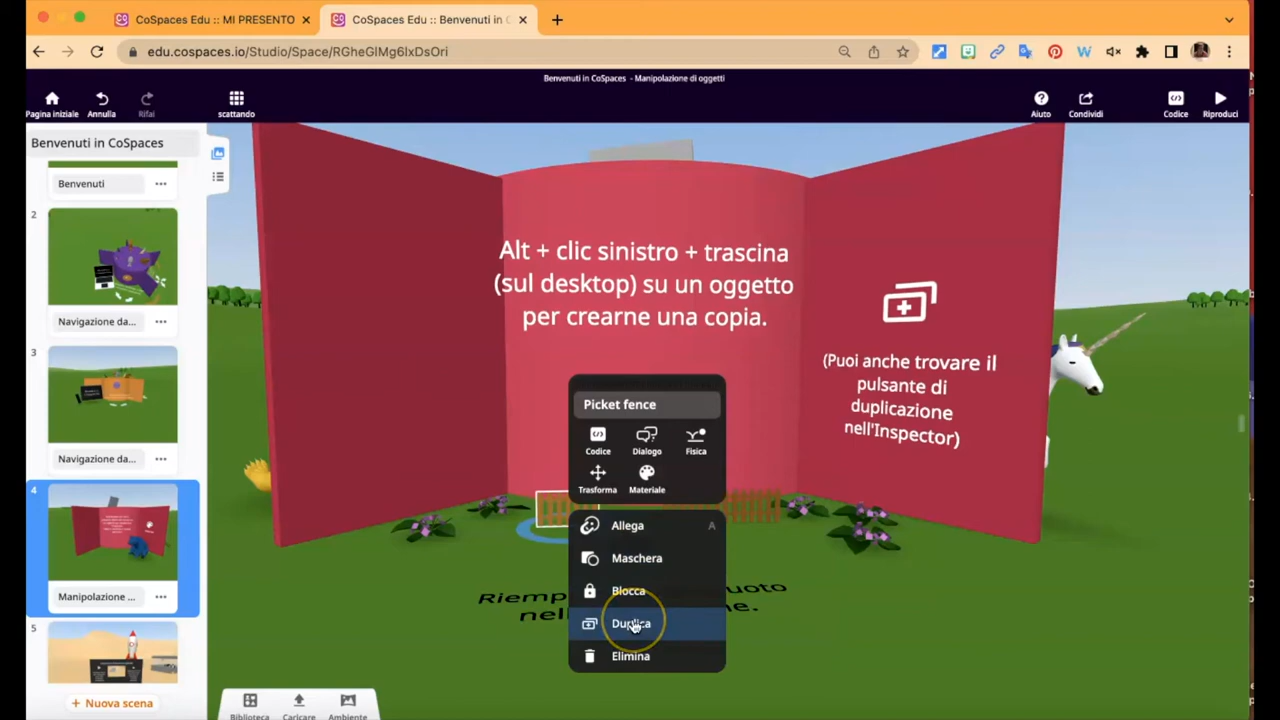 CoSpaces Edu :: MI PRESENTO
CoSpaces Edu :: Benvenuti in C
edu.cospaces.io/Studio/Space/RGheGlMg6lxDsOri
Benvenuti in CoSpaces - Manipolazione di oggetti
Pagina iniziale
Annulla
Rifai
scattando
Aiuto
Condividi
Codice
Riproduci
Benvenuti in CoSpaces
Benvenuti
2
Navigazione da...
3
Navigazione da...
4
Manipolazione ...
5
+ Nuova scena
Alt + clic sinistro + trascina
(sul desktop) su un oggetto
per crearne una copia.
(Puoi anche trovare il
pulsante di
duplicazione
nell'Inspector)
Picket fence
Codice
Dialogo
Fisica
Trasforma
Materiale
Allega A
Maschera
Blocca
Duplica
Elimina
Biblioteca
Caricare
Ambiente